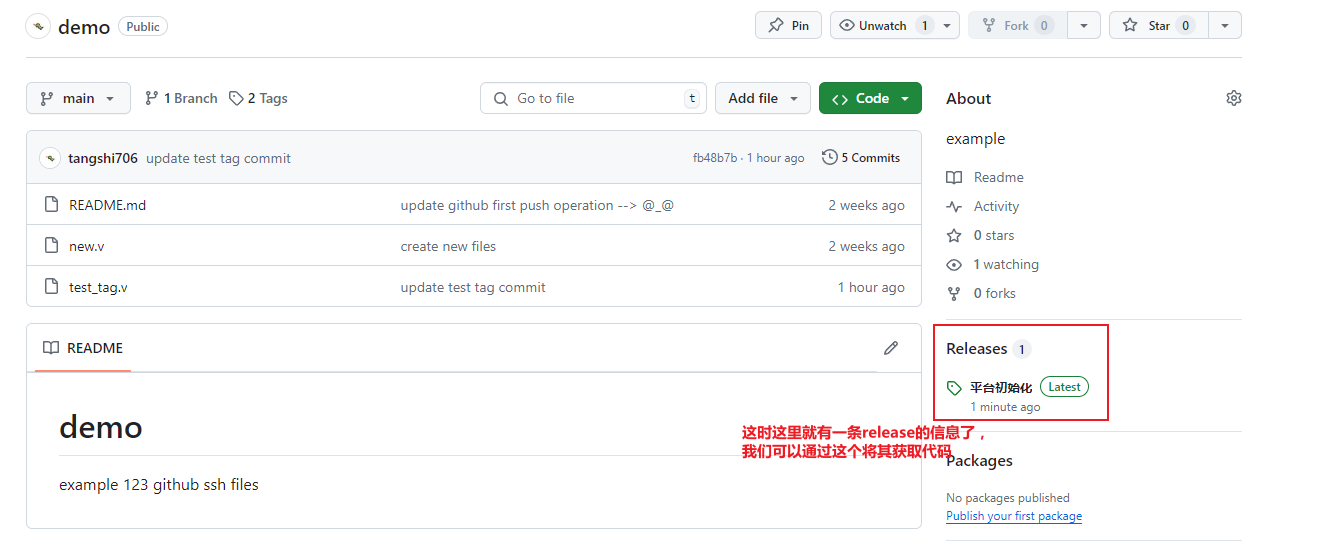 demo Public Pin Unwatch 1 Fork 0 Star 0
main 1 Branch 2 Tags Go to file t Add file Code
tangshi706 update test tag commit fb48b7b · 1 hour ago 5 Commits
README.md update github first push operation --> @_@ 2 weeks ago
new.v create new files 2 weeks ago
test_tag.v update test tag commit 1 hour ago
README
demo
example 123 github ssh files
About
example
Readme
Activity
0 stars
1 watching
0 forks
Releases 1
平台初始化 Latest
1 minute ago
这时这里就有一条release的信息了，
我们可以通过这个将其获取代码
Packages
No packages published
Publish your first package